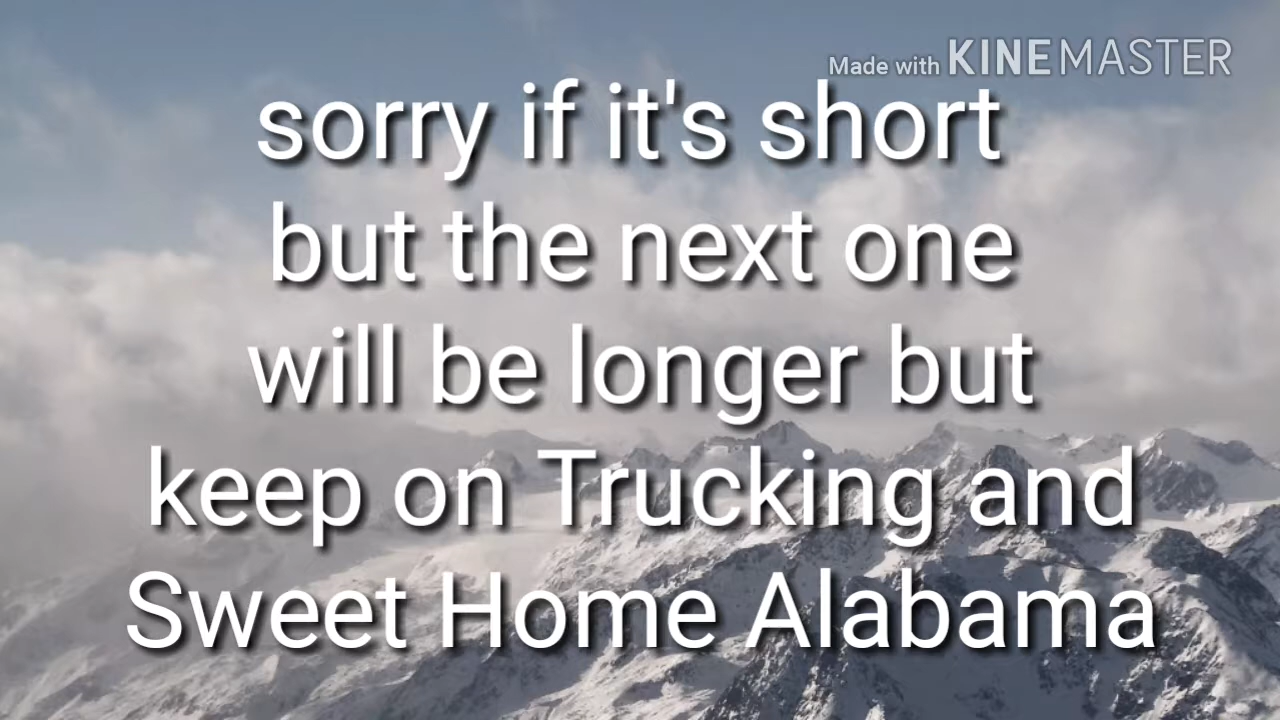 Made with KINEMASTER
sorry if it's short
but the next one
will be longer but
keep on Trucking and
Sweet Home Alabama